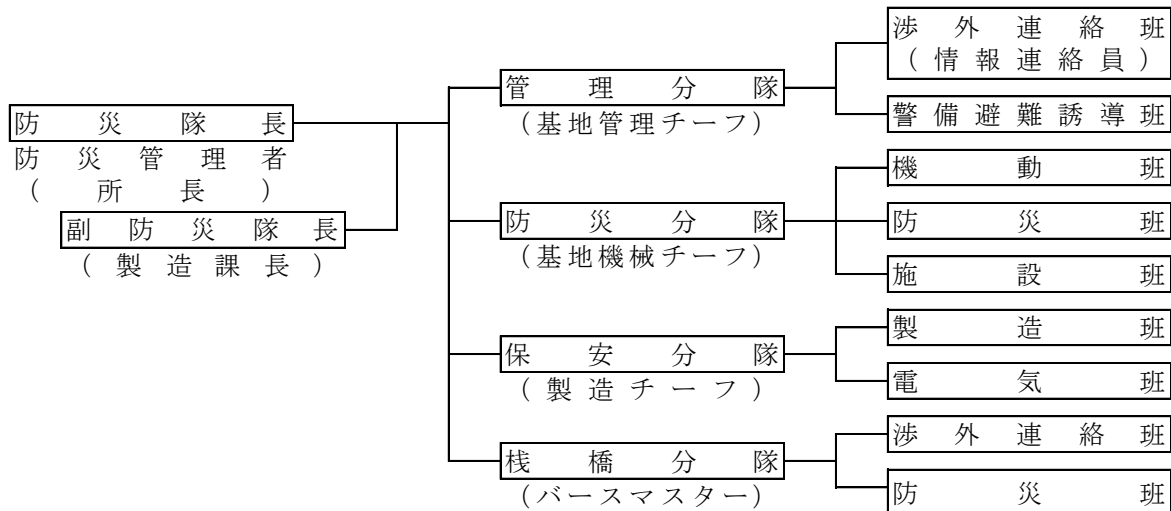 防災隊長
防災管理者
(所長)
副防災隊長
(製造課長)
管理分隊
(基地管理チーフ)
渉外連絡班
(情報連絡員)
警備避難誘導班
防災分隊
(基地機械チーフ)
機動班
防災班
施設班
保安分隊
(製造チーフ)
製造班
電気班
桟橋分隊
(バースマスター)
渉外連絡班
防災班